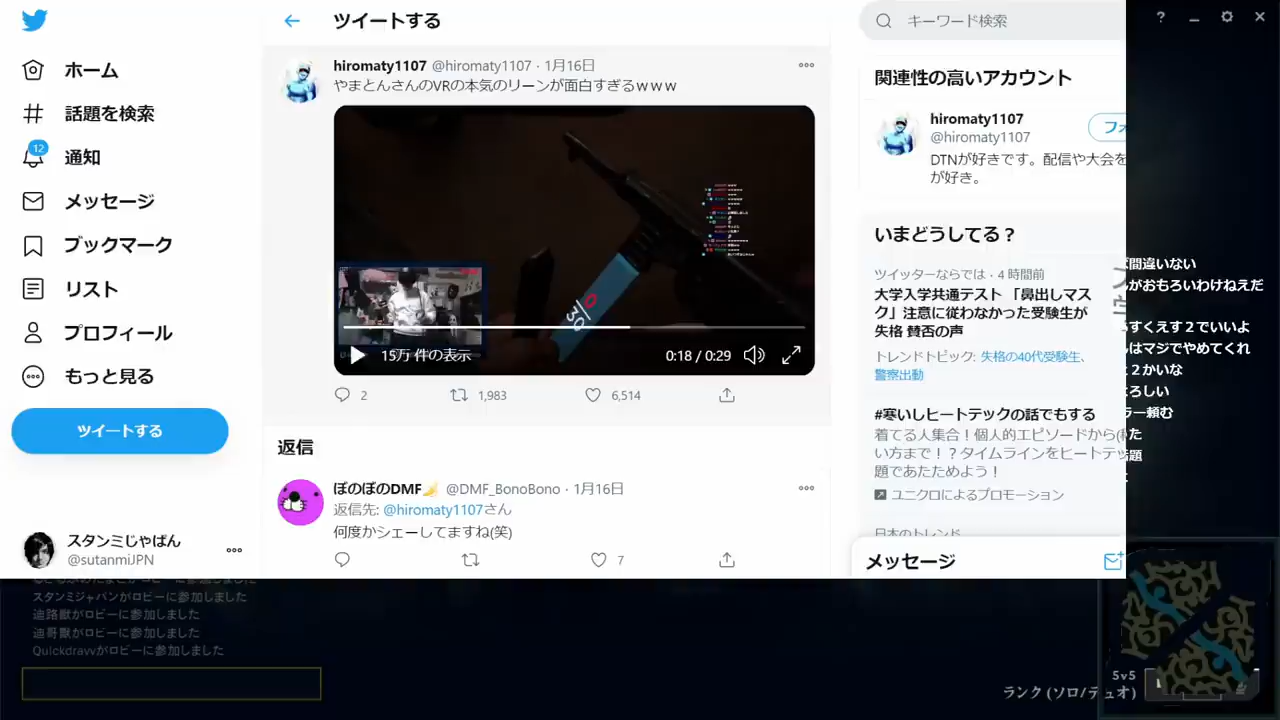 ツイートする
キーワード検索
ホーム
話題を検索
12
通知
メッセージ
ブックマーク
リスト
プロフィール
もっと見る
ツイートする
スタンミじゃぱん
@sutanmiJPN
hiromaty1107 @hiromaty1107 · 1月16日
やまとんさんのVRの本気のリーンが面白すぎるｗｗｗ
0
30
15万 件の表示
0:18 / 0:29
2
1,983
6,514
返信
ぼのぼのDMF @DMF_BonoBono · 1月16日
返信先: @hiromaty1107さん
何度かシェーしてますね(笑)
7
関連性の高いアカウント
hiromaty1107
@hiromaty1107
フォ
DTNが好きです。配信や大会を
が好き。
いまどうしてる？
ツイッターならでは · 4 時間前
大学入学共通テスト 「鼻出しマス
ク」注意に従わなかった受験生が
失格 賛否の声
トレンドトピック: 失格の40代受験生、
警察出動
#寒いしヒートテックの話でもする
着てる人集合！個人的エピソードから(
い方まで！？タイムラインをヒートテッ
題であたためよう！
ユニクロによるプロモーション
日本のトレンド
メッセージ
間違いない
がおもろいわけねえだ
すくえす２でいいよ
はマジでやめてくれ
２かいな
ろしい
ラー頼む
た
題
スタンミジャパンがロビーに参加しました
迪路獣がロビーに参加しました
迪哥獣がロビーに参加しました
Quickdravvがロビーに参加しました
5v5
ランク (ソロ/デュオ)